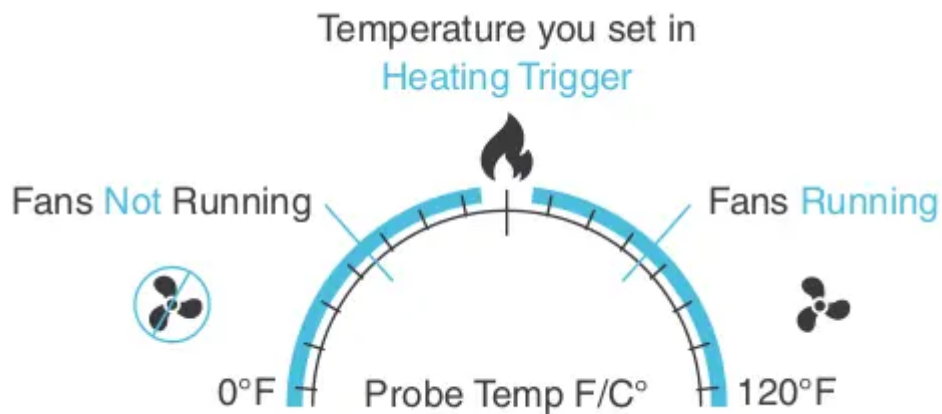 Temperature you set in
Heating Trigger
Fans Not Running
Fans Running
0°F
Probe Temp F/C°
120°F